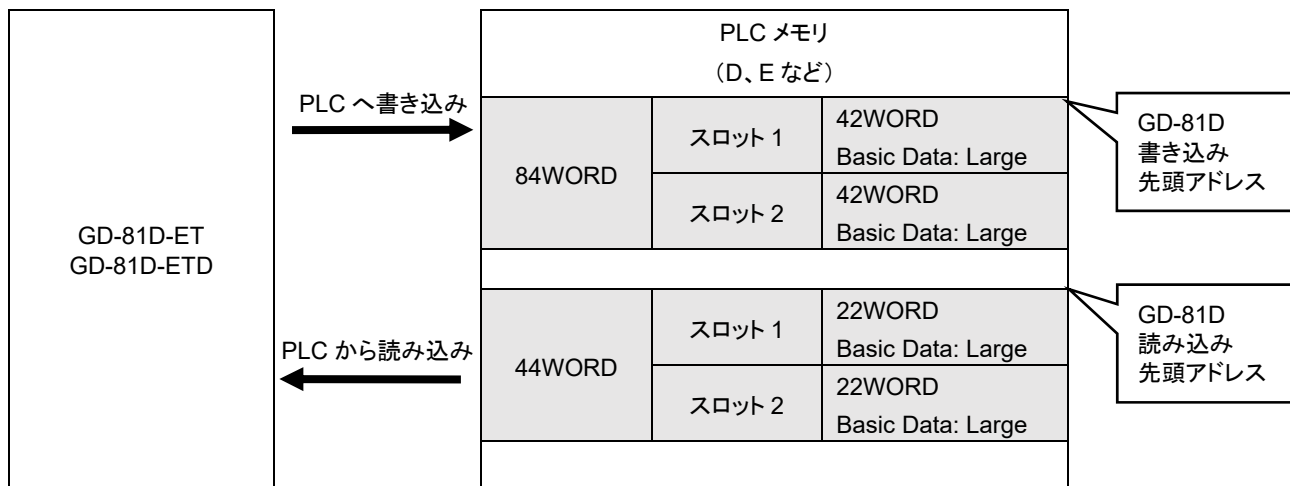 PLC メモリ
（D、E など）
PLC へ書き込み
84WORD
スロット 1
42WORD
Basic Data: Large
スロット 2
42WORD
Basic Data: Large
GD-81D
書き込み
先頭アドレス
GD-81D-ET
GD-81D-ETD
PLC から読み込み
44WORD
スロット 1
22WORD
Basic Data: Large
スロット 2
22WORD
Basic Data: Large
GD-81D
読み込み
先頭アドレス